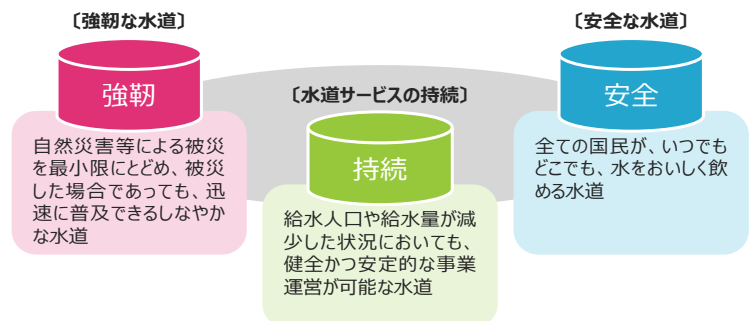 〔強靭な水道〕
強靭
自然災害等による被災
を最小限にとどめ、被災
した場合であっても、迅
速に普及できるしなやか
な水道
〔水道サービスの持続〕
持続
給水人口や給水量が減
少した状況においても、
健全かつ安定的な事業
運営が可能な水道
〔安全な水道〕
安全
全ての国民が、いつでも
どこでも、水をおいしく飲
める水道